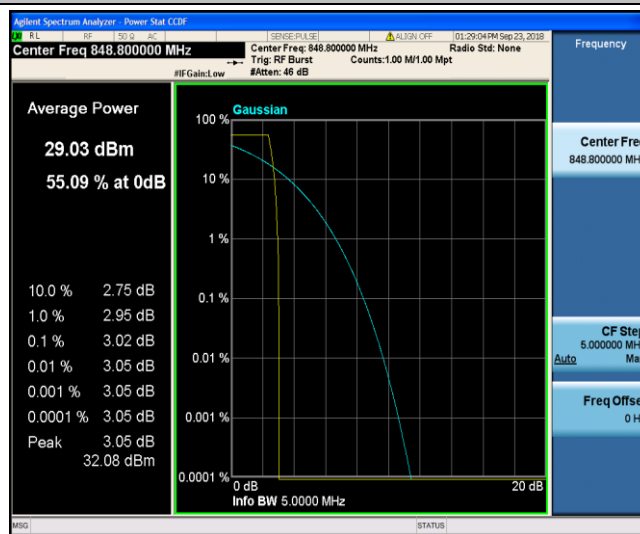 Agilent Spectrum Analyzer - Power Stat CCDF
RL RF 50 Ω AC SENSE:PULSE ALIGN OFF 01:29:04 PM Sep 23, 2018
Center Freq 848.800000 MHz
Center Freq: 848.800000 MHz Radio Std: None
Trig: RF Burst Counts:1.00 M/1.00 Mpt
#IFGain:Low #Atten: 46 dB
Frequency
Average Power
29.03 dBm
55.09 % at 0dB
10.0 % 2.75 dB
1.0 % 2.95 dB
0.1 % 3.02 dB
0.01 % 3.05 dB
0.001 % 3.05 dB
0.0001 % 3.05 dB
Peak 3.05 dB
32.08 dBm
Gaussian
100 %
10 %
1 %
0.1 %
0.01 %
0.001 %
0.0001 %
0 dB 20 dB
Info BW 5.0000 MHz
Center Fre
848.800000 MH
CF Step
5.000000 MH
Auto Ma
Freq Offse
0 H
MSG STATUS